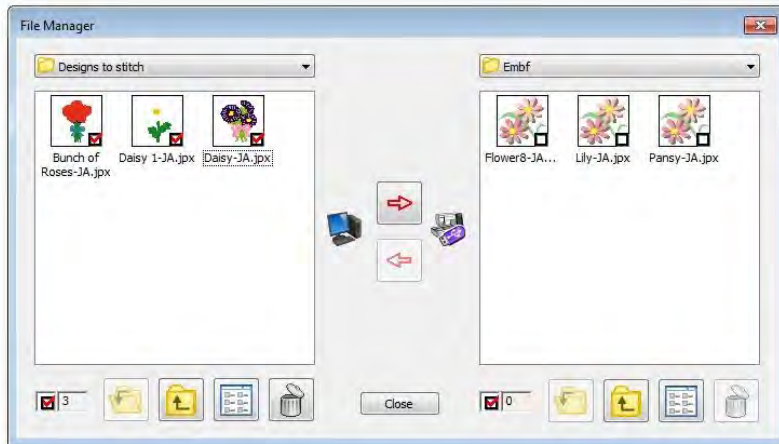 File Manager
Designs to stitch
Embf
Bunch of
Roses-JA.jpx
Daisy 1-JA.jpx
Daisy-JA.jpx
Flower8-JA...
Lily-JA.jpx
Pansy-JA.jpx
3
Close
0